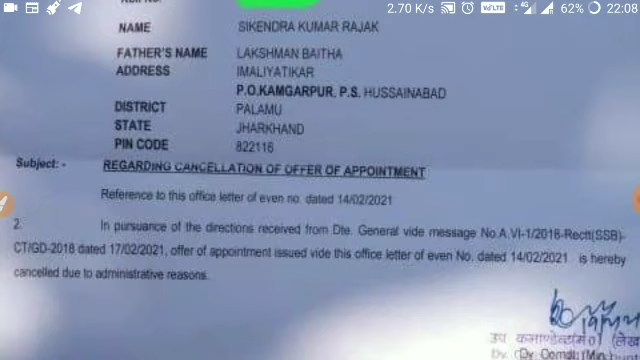 2.70 K/s 4G 62% 22:08
NAME SIKENDRA KUMAR RAJAK
FATHER'S NAME LAKSHMAN BAITHA
ADDRESS IMALIYATIKAR
P.O.KAMGARPUR. P.S. HUSSAINABAD
DISTRICT PALAMU
STATE JHARKHAND
PIN CODE 822116
Subject: - REGARDING CANCELLATION OF OFFER OF APPOINTMENT
Reference to this office letter of even no. dated 14/02/2021
2. In pursuance of the directions received from Dte. General vide message No.A.VI-1/2018-Rectt(SSB)-
CT/GD-2018 dated 17/02/2021, offer of appointment issued vide this office letter of even No. dated 14/02/2021 is hereby
cancelled due to administrative reasons.
उप